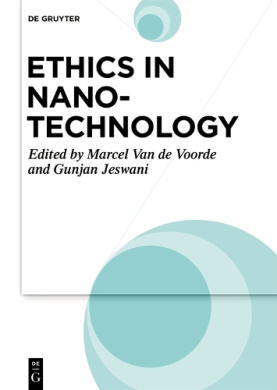 DE GRUYTER
ETHICS IN
NANO-
TECHNOLOGY
Edited by Marcel Van de Voorde
and Gunjan Jeswani
DE
G